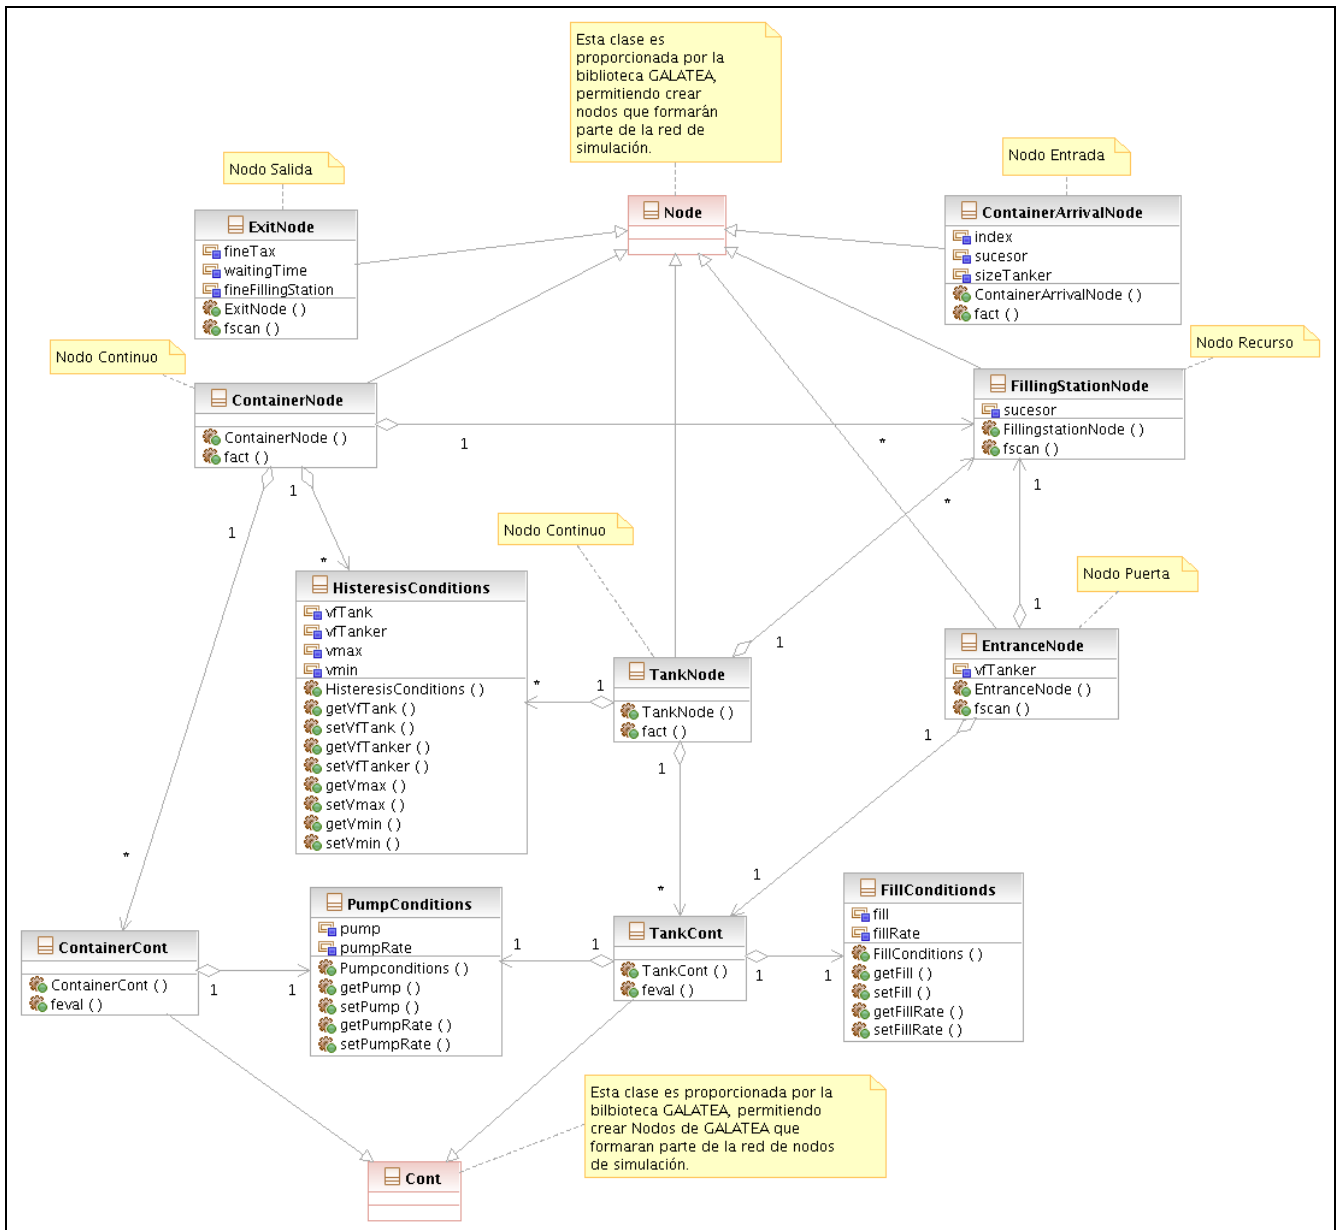 Esta clase es
proporcionada por la
biblioteca GALATEA,
permitiendo crear
nodos que formarán
parte de la red de
simulación.
Nodo Salida
Nodo Entrada
ExitNode
fineTax
waitingTime
fineFillingStation
ExitNode ( )
fscan ( )
Node
ContainerArrivalNode
index
sucesor
sizeTanker
ContainerArrivalNode ( )
fact ( )
Nodo Continuo
Nodo Recurso
ContainerNode
ContainerNode ( )
fact ( )
FillingStationNode
sucesor
FillingstationNode ( )
fscan ( )
1
*
1
*
1
1
*
Nodo Continuo
Nodo Puerta
HisteresisConditions
vfTank
vfTanker
vmax
vmin
HisteresisConditions ( )
getVfTank ( )
setVfTank ( )
getVfTanker ( )
setVfTanker ( )
getVmax ( )
setVmax ( )
getVmin ( )
setVmin ( )
1
1
*
1
TankNode
TankNode ( )
fact ( )
EntranceNode
vfTanker
EntranceNode ( )
fscan ( )
1
1
*
1
*
ContainerCont
ContainerCont ( )
feval ( )
PumpConditions
pump
pumpRate
Pumpconditions ( )
getPump ( )
setPump ( )
getPumpRate ( )
setPumpRate ( )
TankCont
TankCont ( )
feval ( )
FillConditionds
fill
fillRate
FillConditions ( )
getFill ( )
setFill ( )
getFillRate ( )
setFillRate ( )
1
1
1
1
1
1
Esta clase es proporcionada por la
bilbioteca GALATEA, permitiendo
crear Nodos de GALATEA que
formaran parte de la red de nodos
de simulación.
Cont